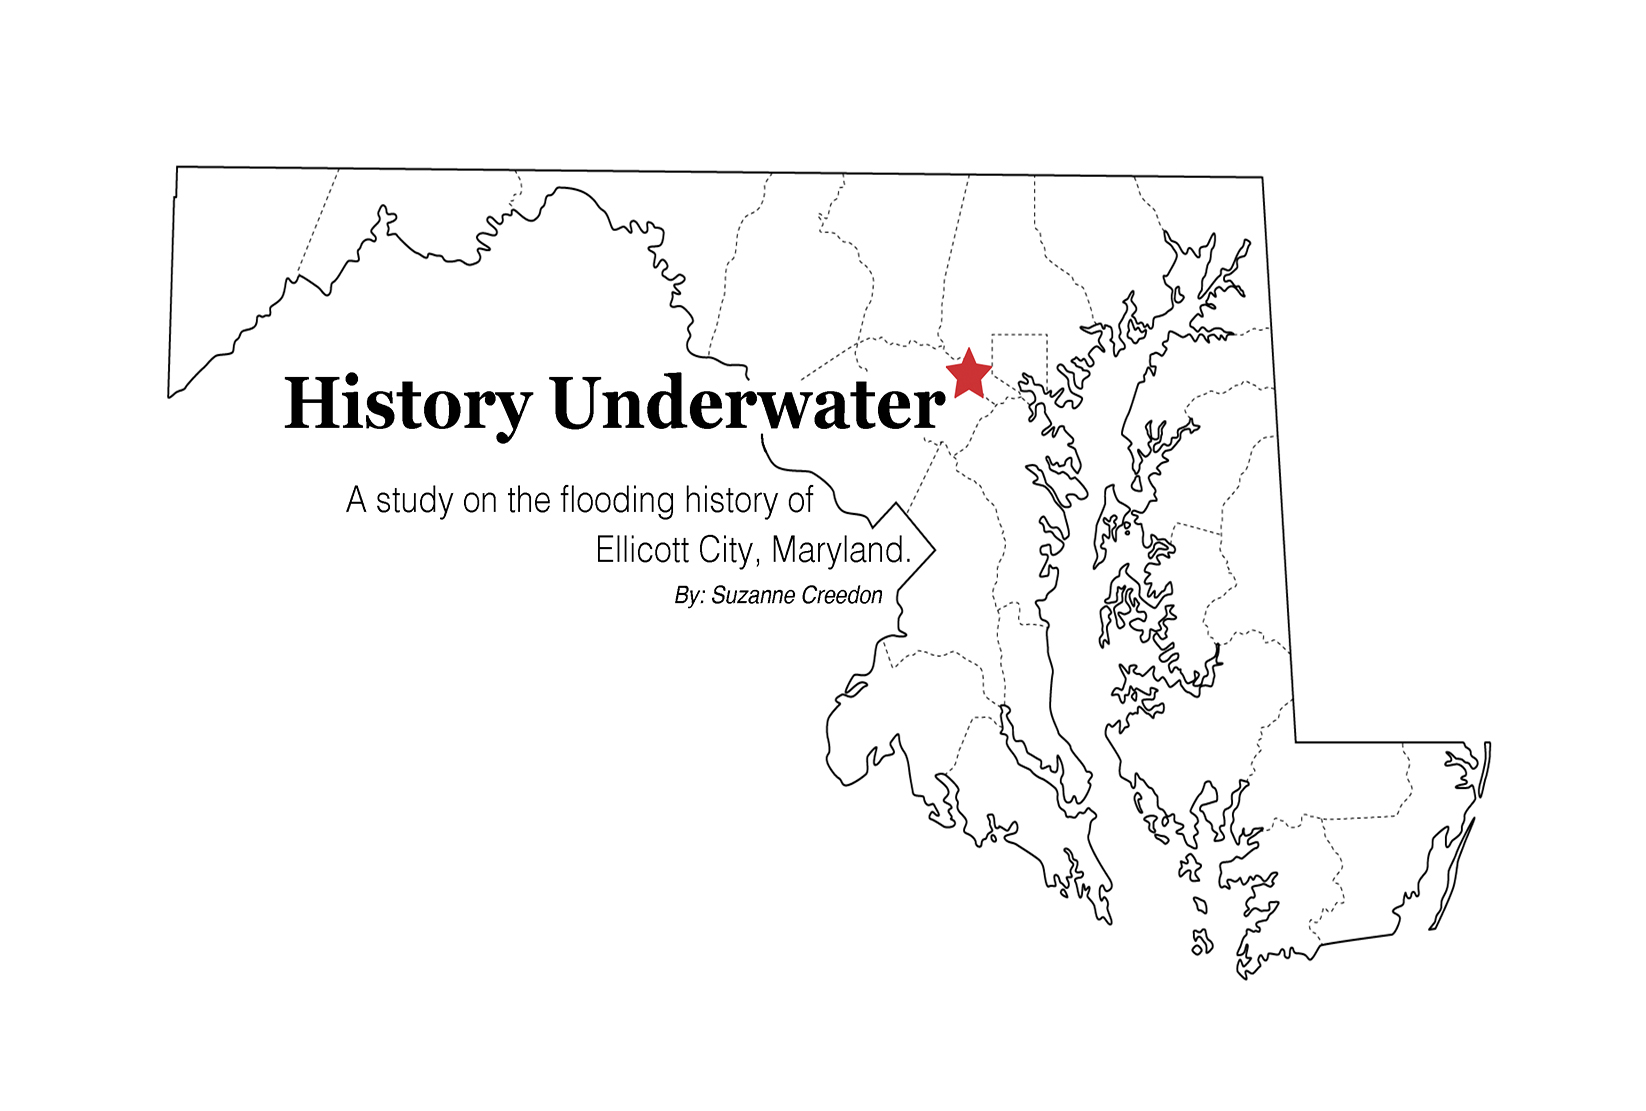 History Underwater
A study on the flooding history of
Ellicott City, Maryland.
By: Suzanne Creedon